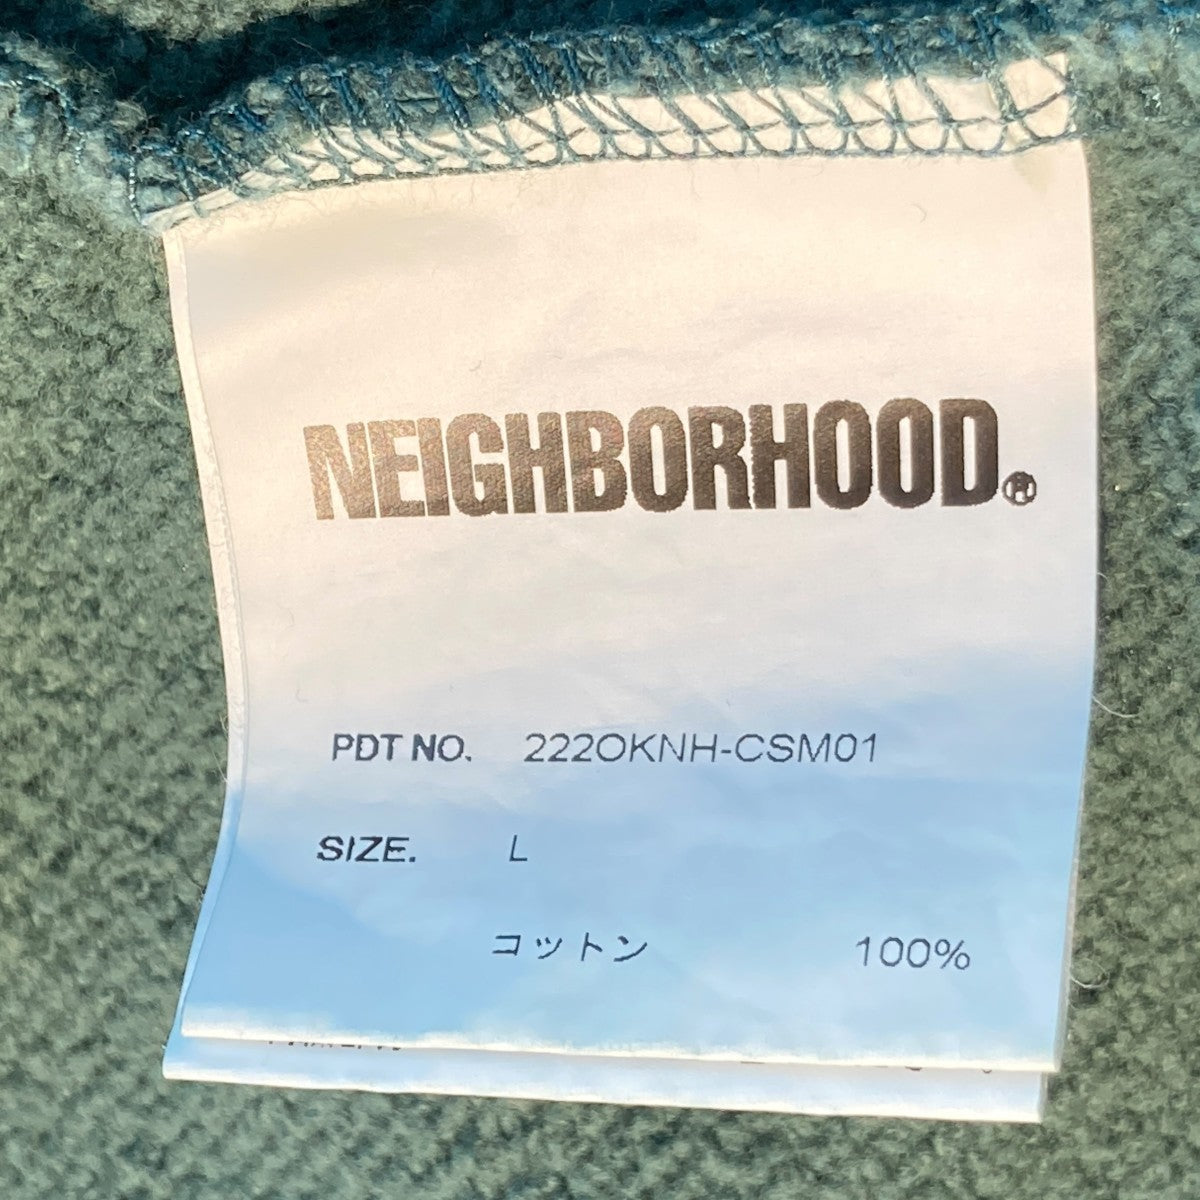 NEIGHBORHOOD®
PDT NO. 222OKNH-CSM01
SIZE. L
コットン 100%